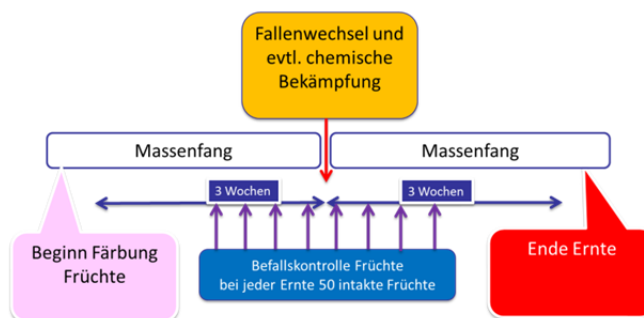 Fallenwechsel und
evtl. chemische
Bekämpfung
Massenfang
Massenfang
3 Wochen
3 Wochen
Beginn Färbung
Früchte
Befallskontrolle Früchte
bei jeder Ernte 50 intakte Früchte
Ende Ernte